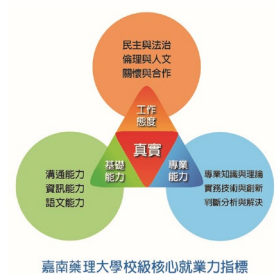 民主與法治
倫理與人文
關懷與合作
工作
態度
真實
基礎
能力
專業
能力
溝通能力
資訊能力
語文能力
專業知識與理論
實務技術與創新
判斷分析與解決
嘉南藥理大學校級核心就業力指標